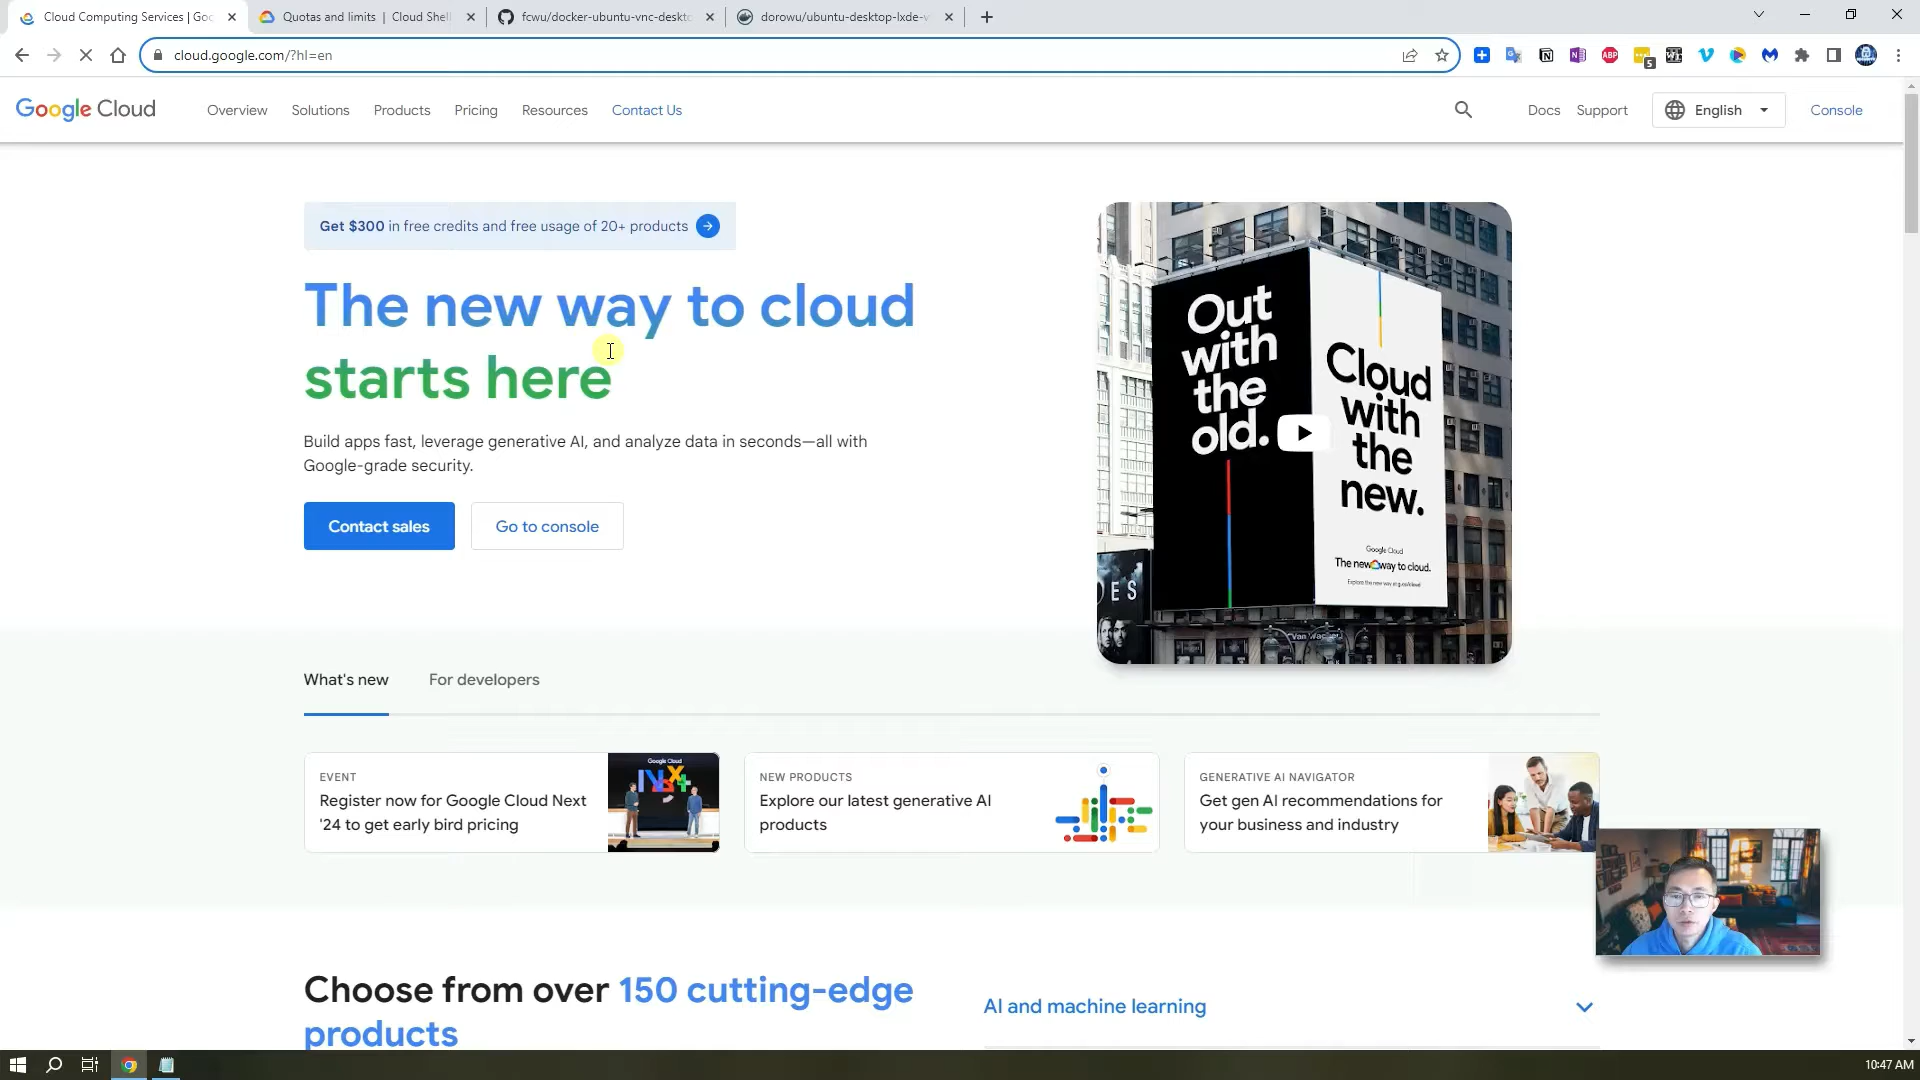 Cloud Computing Services | Goo
Quotas and limits | Cloud Shell
fcwu/docker-ubuntu-vnc-deskto
dorowu/ubuntu-desktop-lxde-v
cloud.google.com/?hl=en
ABP
5
Google Cloud
Overview
Solutions
Products
Pricing
Resources
Contact Us
Docs
Support
English
Console
Get $300 in free credits and free usage of 20+ products
The new way to cloud
starts here
Build apps fast, leverage generative AI, and analyze data in seconds—all with
Google-grade security.
Contact sales
Go to console
Out
with
the
old.
Cloud
with
the
new.
Google Cloud
The new way to cloud.
What's new
For developers
EVENT
Register now for Google Cloud Next
'24 to get early bird pricing
Google Cloud
NEW PRODUCTS
Explore our latest generative AI
products
GENERATIVE AI NAVIGATOR
Get gen AI recommendations for
your business and industry
Choose from over 150 cutting-edge
products
AI and machine learning
10:47 AM